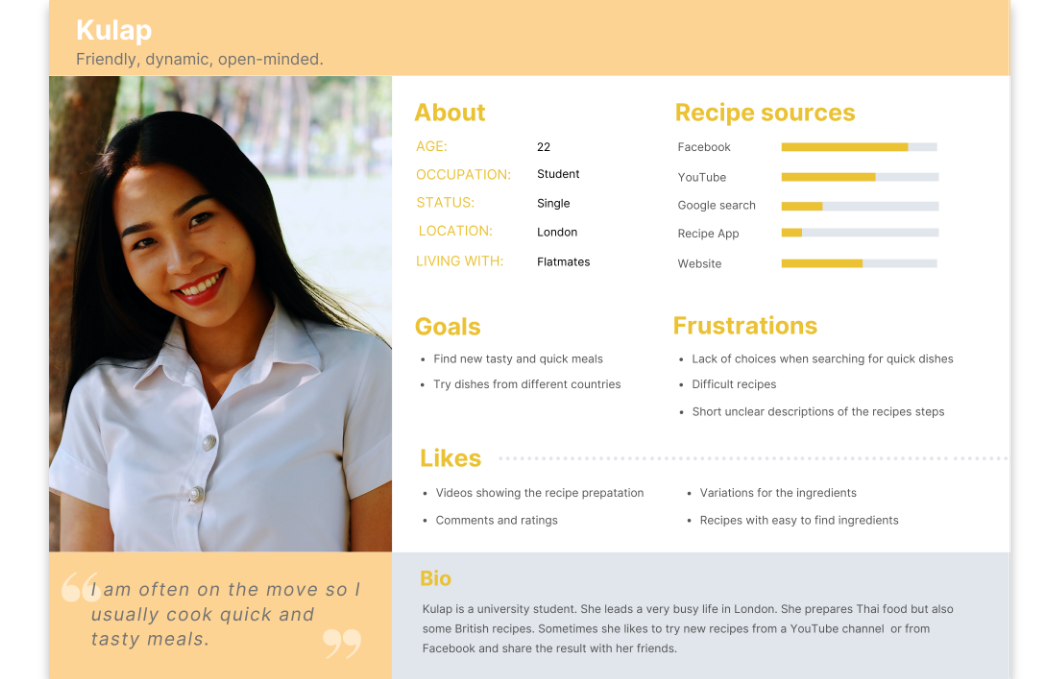 Kulap
Friendly, dynamic, open-minded.
About
AGE: 22
OCCUPATION: Student
STATUS: Single
LOCATION: London
LIVING WITH: Flatmates
Recipe sources
Facebook
YouTube
Google search
Recipe App
Website
Goals
• Find new tasty and quick meals
• Try dishes from different countries
Frustrations
• Lack of choices when searching for quick dishes
• Difficult recipes
• Short unclear descriptions of the recipes steps
Likes
• Videos showing the recipe prepatation
• Comments and ratings
• Variations for the ingredients
• Recipes with easy to find ingredients
“I am often on the move so I
usually cook quick and
tasty meals.”
Bio
Kulap is a university student. She leads a very busy life in London. She prepares Thai food but also
some British recipes. Sometimes she likes to try new recipes from a YouTube channel  or from
Facebook and share the result with her friends.